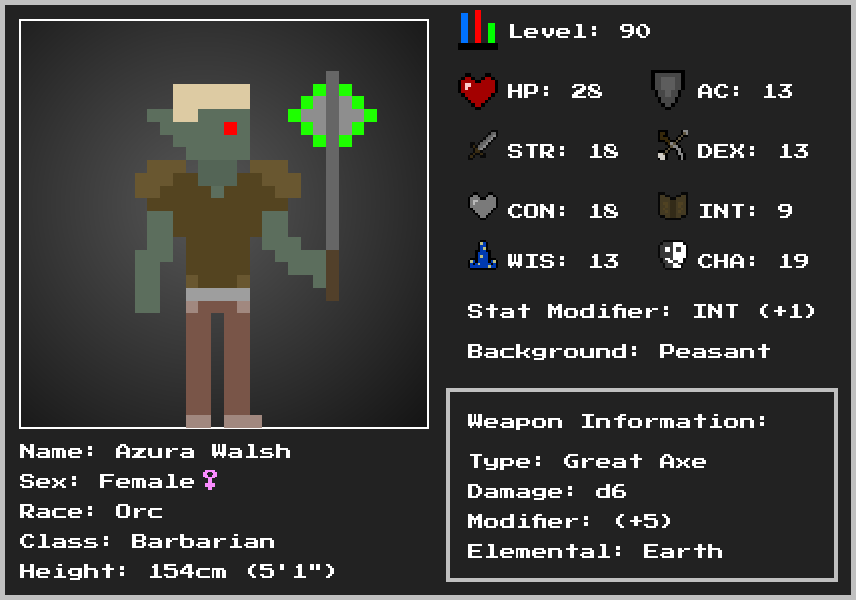 Level: 90
HP: 28 AC: 13
STR: 18 DEX: 13
CON: 18 INT: 9
WIS: 13 CHA: 19
Stat Modifier: INT (+1)
Background: Peasant
Weapon Information:
Type: Great Axe
Damage: d6
Modifier: (+5)
Elemental: Earth
Name: Azura Walsh
Sex: Female♀
Race: Orc
Class: Barbarian
Height: 154cm (5'1")